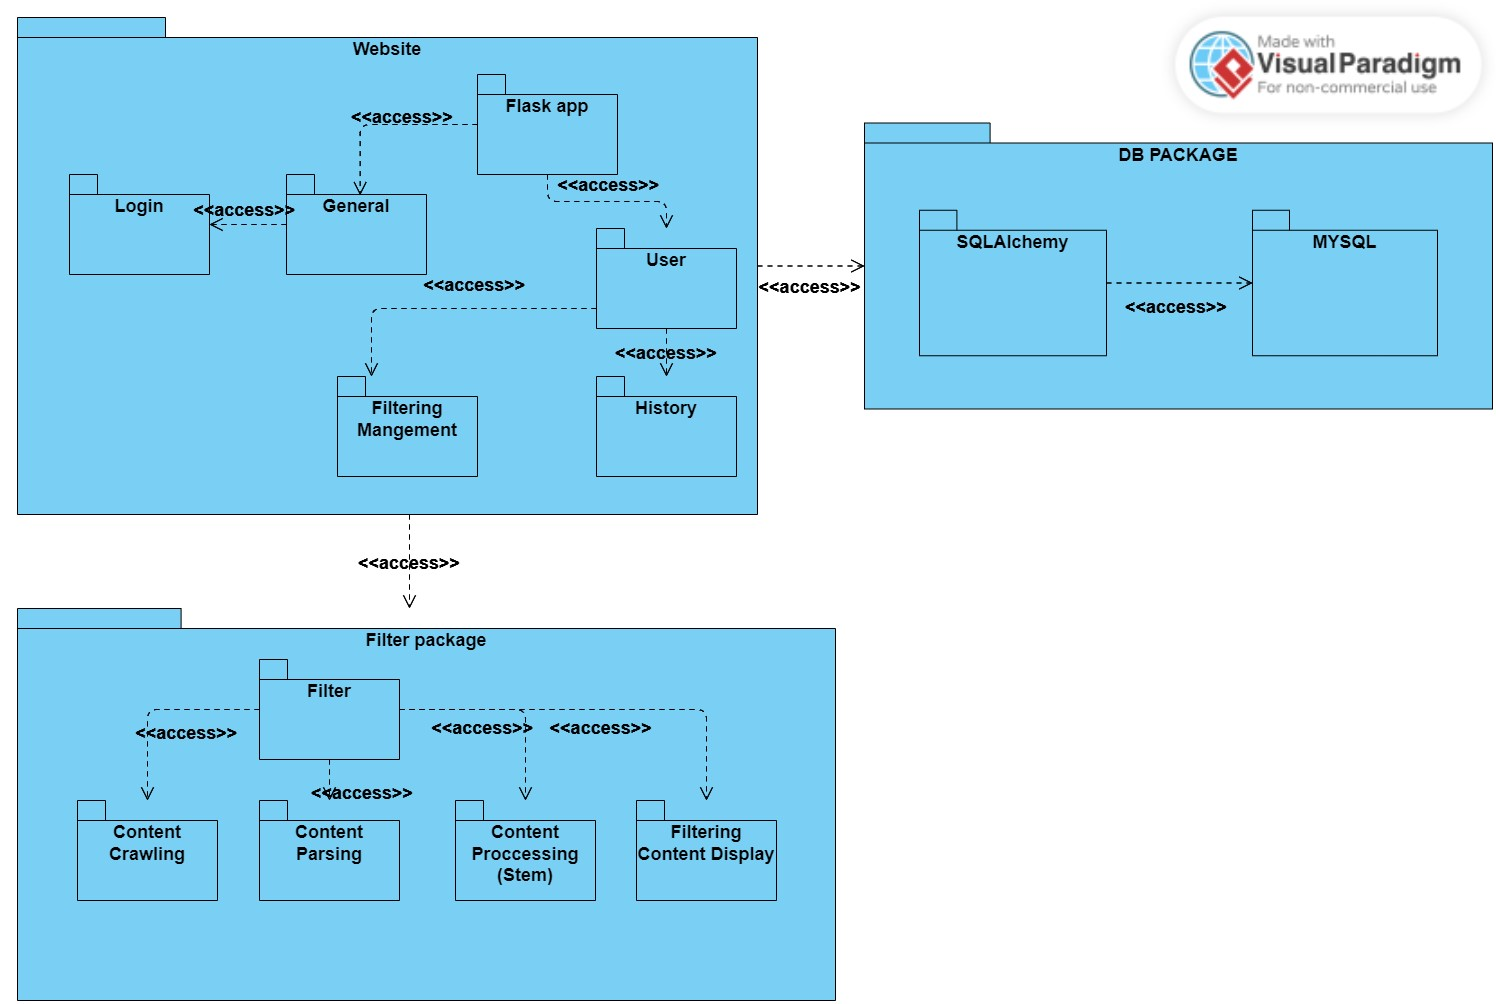 Website
Made with
Visual Paradigm
For non-commercial use
Flask app
<<access>>
<<access>>
DB PACKAGE
Login
<<access>>
General
SQLAlchemy
MYSQL
User
<<access>>
<<access>>
<<access>>
<<access>>
Filtering
Mangement
History
<<access>>
Filter package
Filter
<<access>>
<<access>>
<<access>>
<<access>>
Content
Crawling
Content
Parsing
Content
Proccessing
(Stem)
Filtering
Content Display